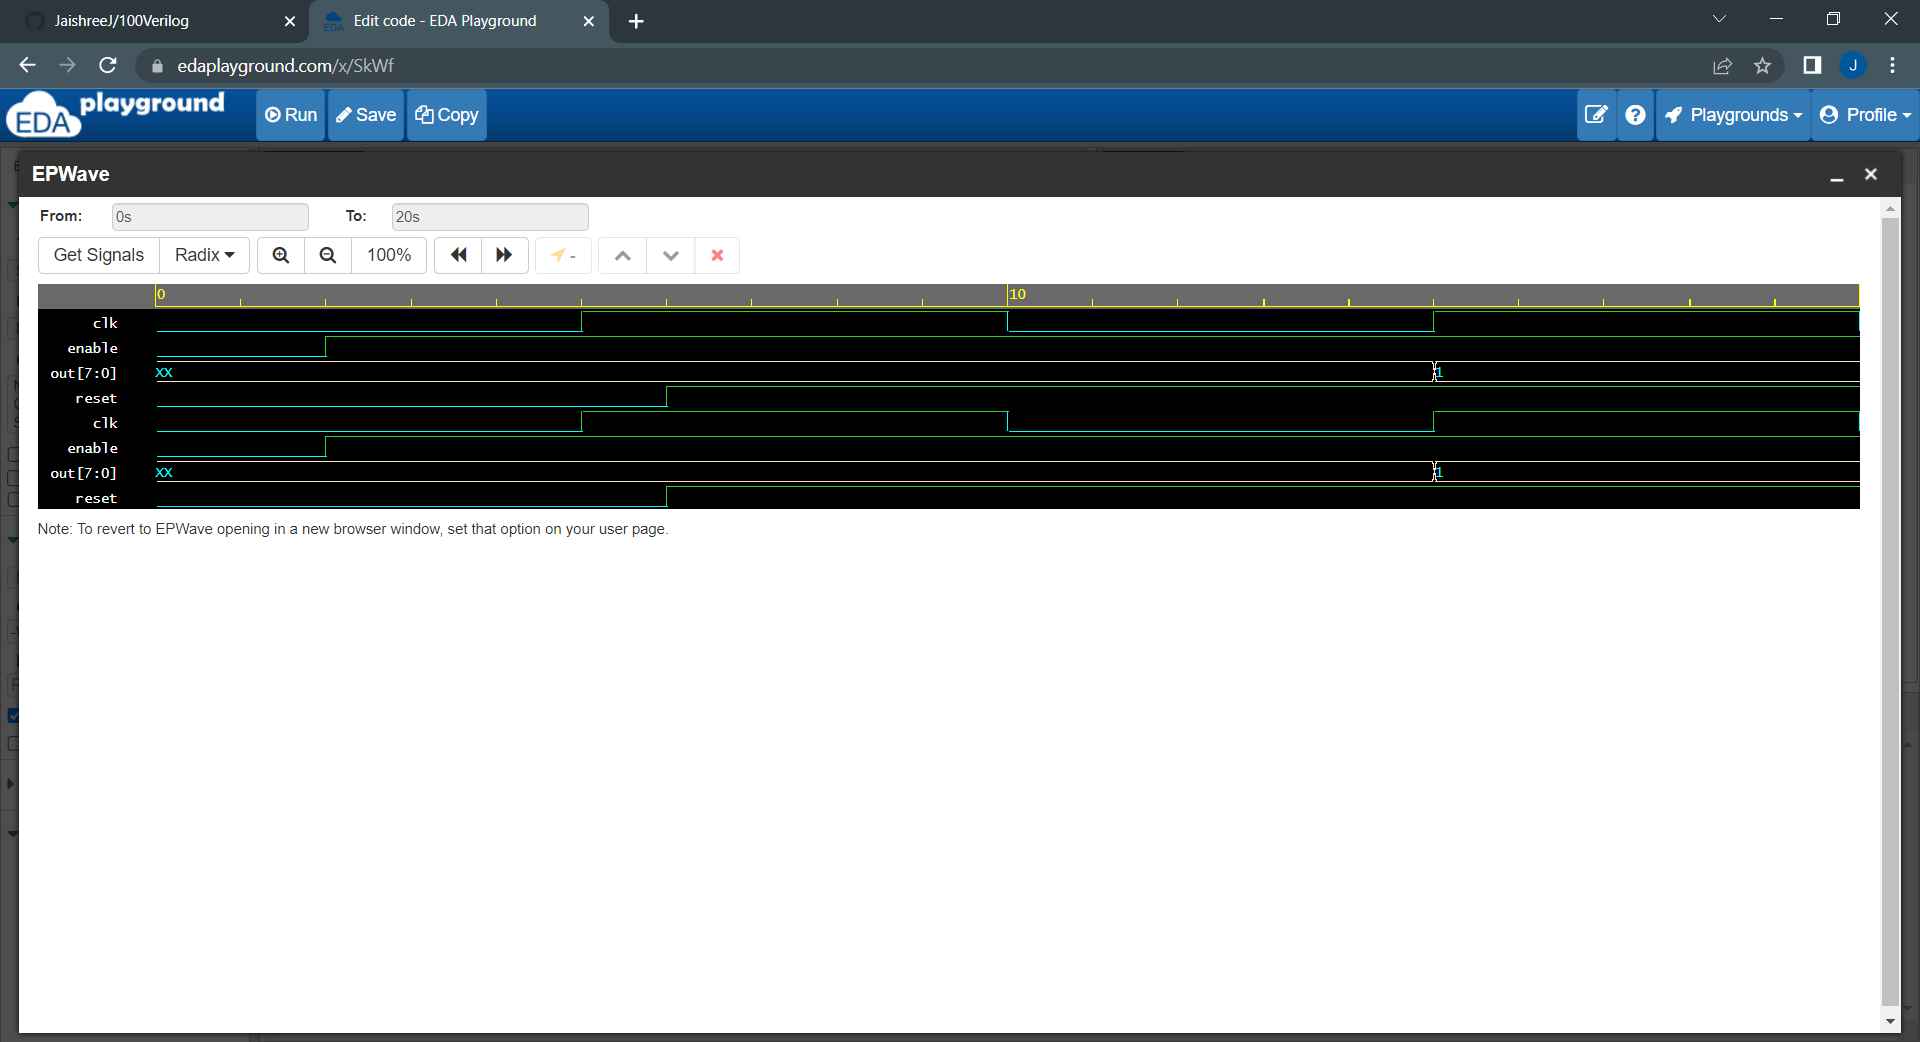 JaishreeJ/100Verilog
Edit code - EDA Playground
edaplayground.com/x/SkWf
J
EDA playground
Run
Save
Copy
Playgrounds
Profile
EPWave
From: 0s To: 20s
Get Signals
Radix
100%
-
0 10
clk
enable
out[7:0] XX 1
reset
clk
enable
out[7:0] XX 1
reset
Note: To revert to EPWave opening in a new browser window, set that option on your user page.